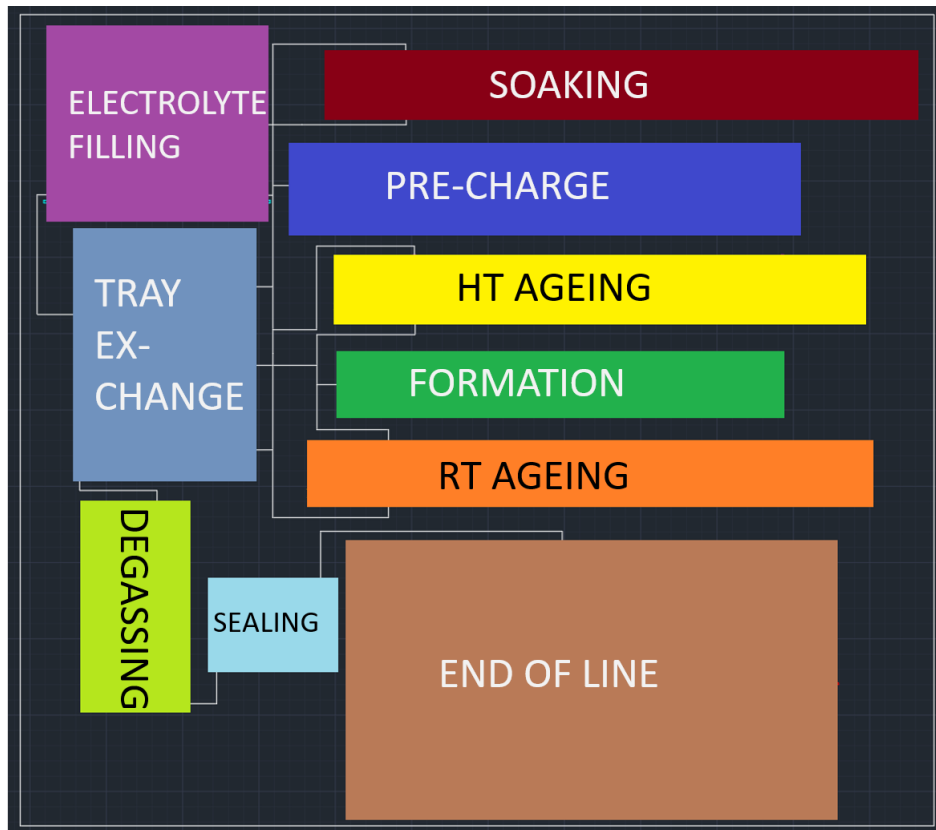 ELECTROLYTE
FILLING
SOAKING
PRE-CHARGE
TRAY
EX-
CHANGE
HT AGEING
FORMATION
RT AGEING
DEGASSING
SEALING
END OF LINE